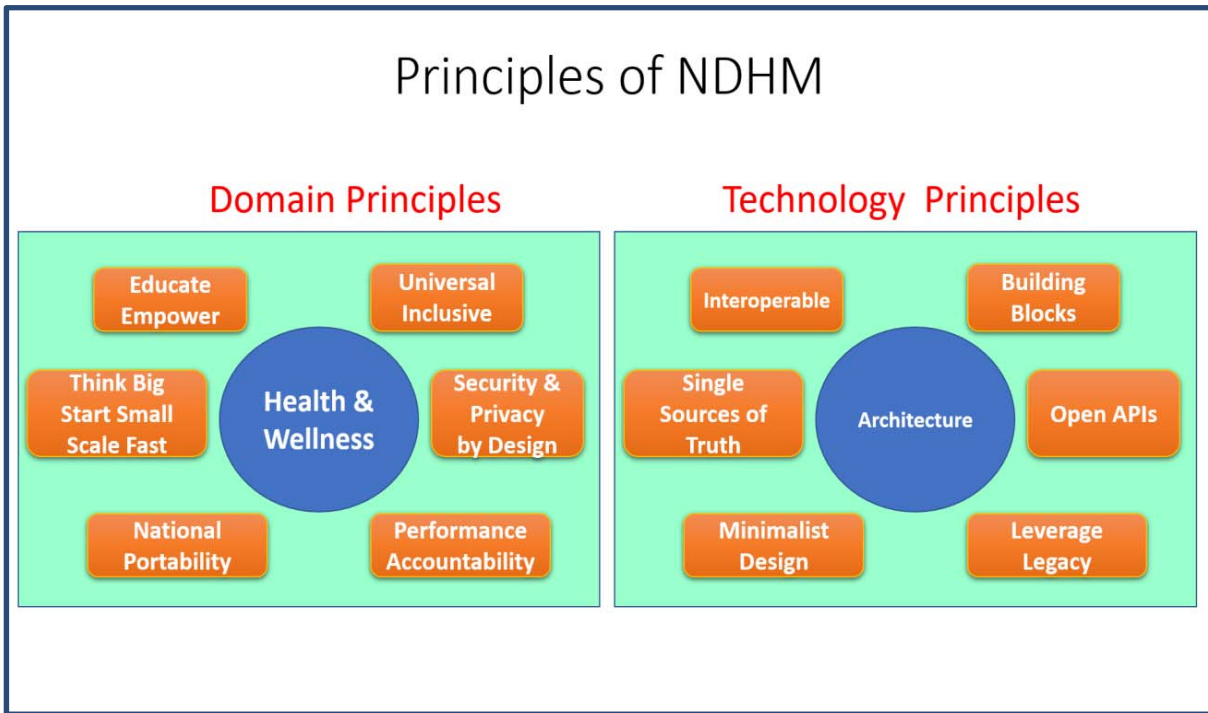 Principles of NDHM
Domain Principles
Educate
Empower
Universal
Inclusive
Think Big
Start Small
Scale Fast
Health &
Wellness
Security &
Privacy
by Design
National
Portability
Performance
Accountability
Technology Principles
Interoperable
Building
Blocks
Single
Sources of
Truth
Architecture
Open APIs
Minimalist
Design
Leverage
Legacy